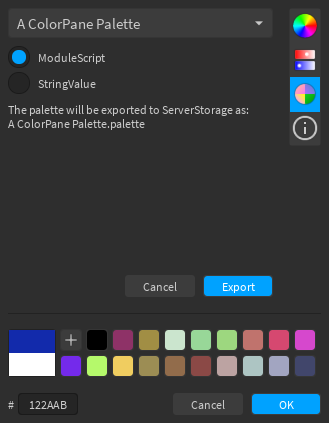 A ColorPane Palette
ModuleScript
StringValue
The palette will be exported to ServerStorage as:
A ColorPane Palette.palette
Cancel
Export
# 122AAB
Cancel
OK